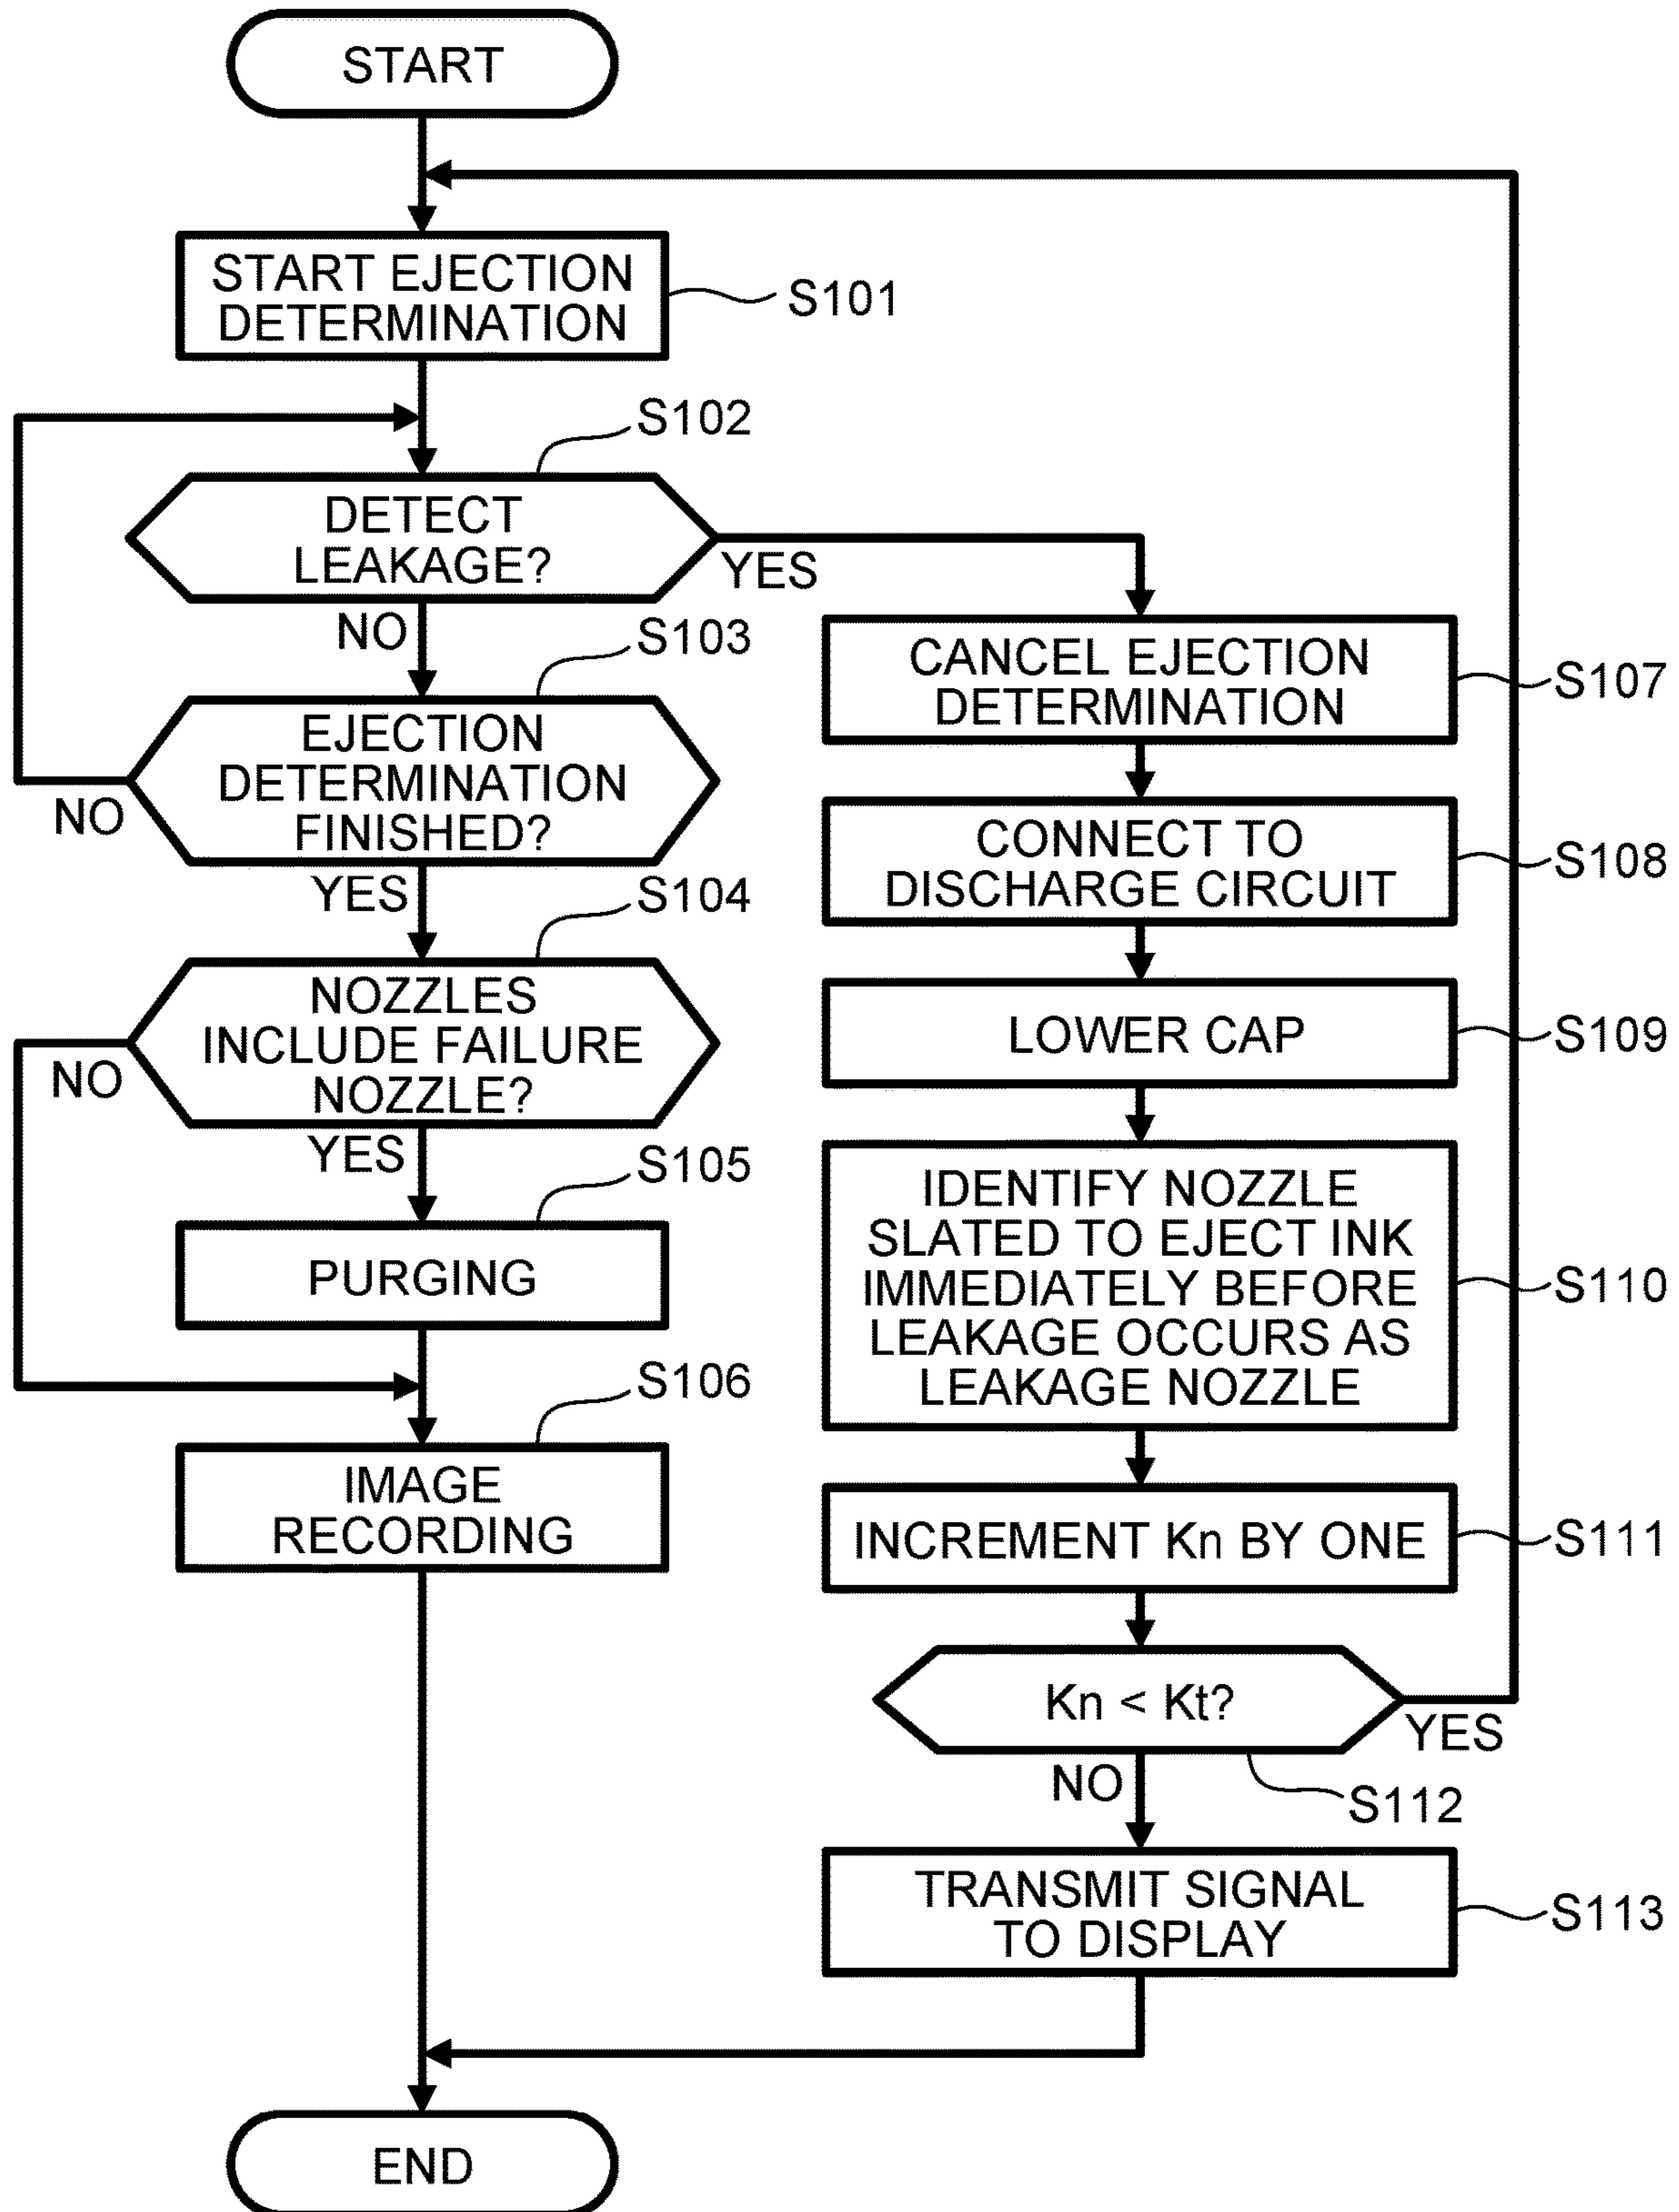 START
START EJECTION
DETERMINATION
S101
S102
DETECT
LEAKAGE?
YES
NO
S103
EJECTION
DETERMINATION
FINISHED?
NO
YES
S104
NOZZLES
INCLUDE FAILURE
NOZZLE?
NO
YES
S105
PURGING
S106
IMAGE
RECORDING
CANCEL EJECTION
DETERMINATION
S107
CONNECT TO
DISCHARGE CIRCUIT
S108
LOWER CAP
S109
IDENTIFY NOZZLE
SLATED TO EJECT INK
IMMEDIATELY BEFORE
LEAKAGE OCCURS AS
LEAKAGE NOZZLE
S110
INCREMENT Kn BY ONE
S111
Kn < Kt?
YES
NO
S112
TRANSMIT SIGNAL
TO DISPLAY
S113
END